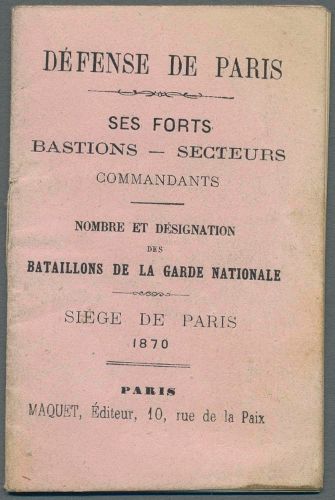 DÉFENSE DE PARIS
SES FORTS
BASTIONS — SECTEURS
COMMANDANTS
NOMBRE ET DÉSIGNATION
DES
BATAILLONS DE LA GARDE NATIONALE
SIÉGE DE PARIS
1870
PARIS
MAQUET, Éditeur, 10, rue de la Paix